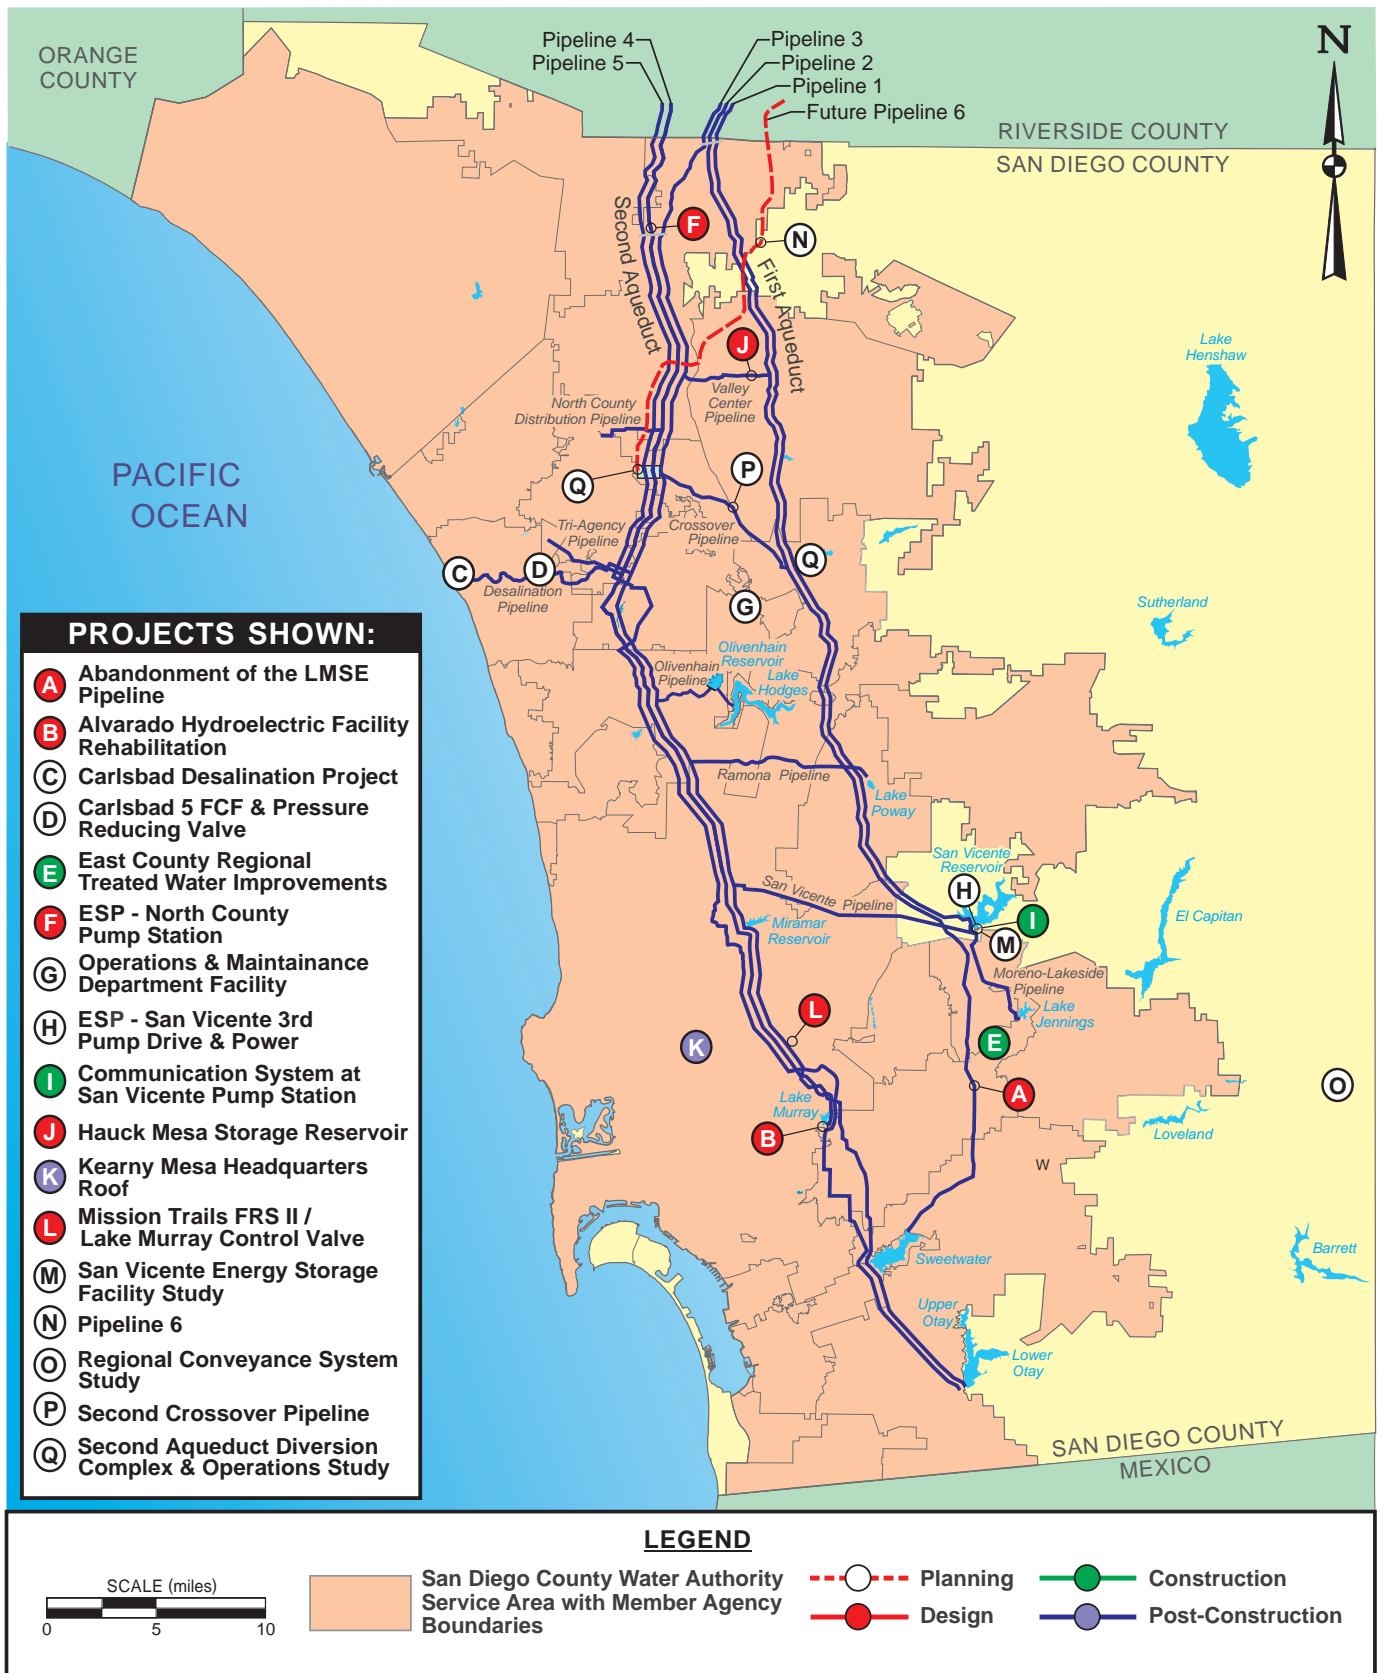 ORANGE
COUNTY
Pipeline 4
Pipeline 5
Pipeline 3
Pipeline 2
Pipeline 1
Future Pipeline 6
N
RIVERSIDE COUNTY
SAN DIEGO COUNTY
F
N
Second Aqueduct
First Aqueduct
J
Valley
Center
Pipeline
Lake
Henshaw
North County
Distribution Pipeline
PACIFIC
OCEAN
Q
P
Tri-Agency
Pipeline
Crossover
Pipeline
Q
C
D
Desalination
Pipeline
G
Sutherland
Olivenhain
Reservoir
Olivenhain
Pipeline
Lake
Hodges
Ramona Pipeline
Lake
Poway
San Vicente
Reservoir
H
San Vicente Pipeline
I
M
Miramar
Reservoir
El Capitan
Moreno-Lakeside
Pipeline
Lake
Jennings
L
E
K
A
O
Lake
Murray
B
Loveland
W
Sweetwater
Barrett
Upper
Otay
Lower
Otay
SAN DIEGO COUNTY
MEXICO
PROJECTS SHOWN:
A Abandonment of the LMSE
Pipeline
B Alvarado Hydroelectric Facility
Rehabilitation
C Carlsbad Desalination Project
D Carlsbad 5 FCF & Pressure
Reducing Valve
E East County Regional
Treated Water Improvements
F ESP - North County
Pump Station
G Operations & Maintainance
Department Facility
H ESP - San Vicente 3rd
Pump Drive & Power
I Communication System at
San Vicente Pump Station
J Hauck Mesa Storage Reservoir
K Kearny Mesa Headquarters
Roof
L Mission Trails FRS II /
Lake Murray Control Valve
M San Vicente Energy Storage
Facility Study
N Pipeline 6
O Regional Conveyance System
Study
P Second Crossover Pipeline
Q Second Aqueduct Diversion
Complex & Operations Study
LEGEND
SCALE (miles)
0 5 10
San Diego County Water Authority
Service Area with Member Agency
Boundaries
Planning
Design
Construction
Post-Construction